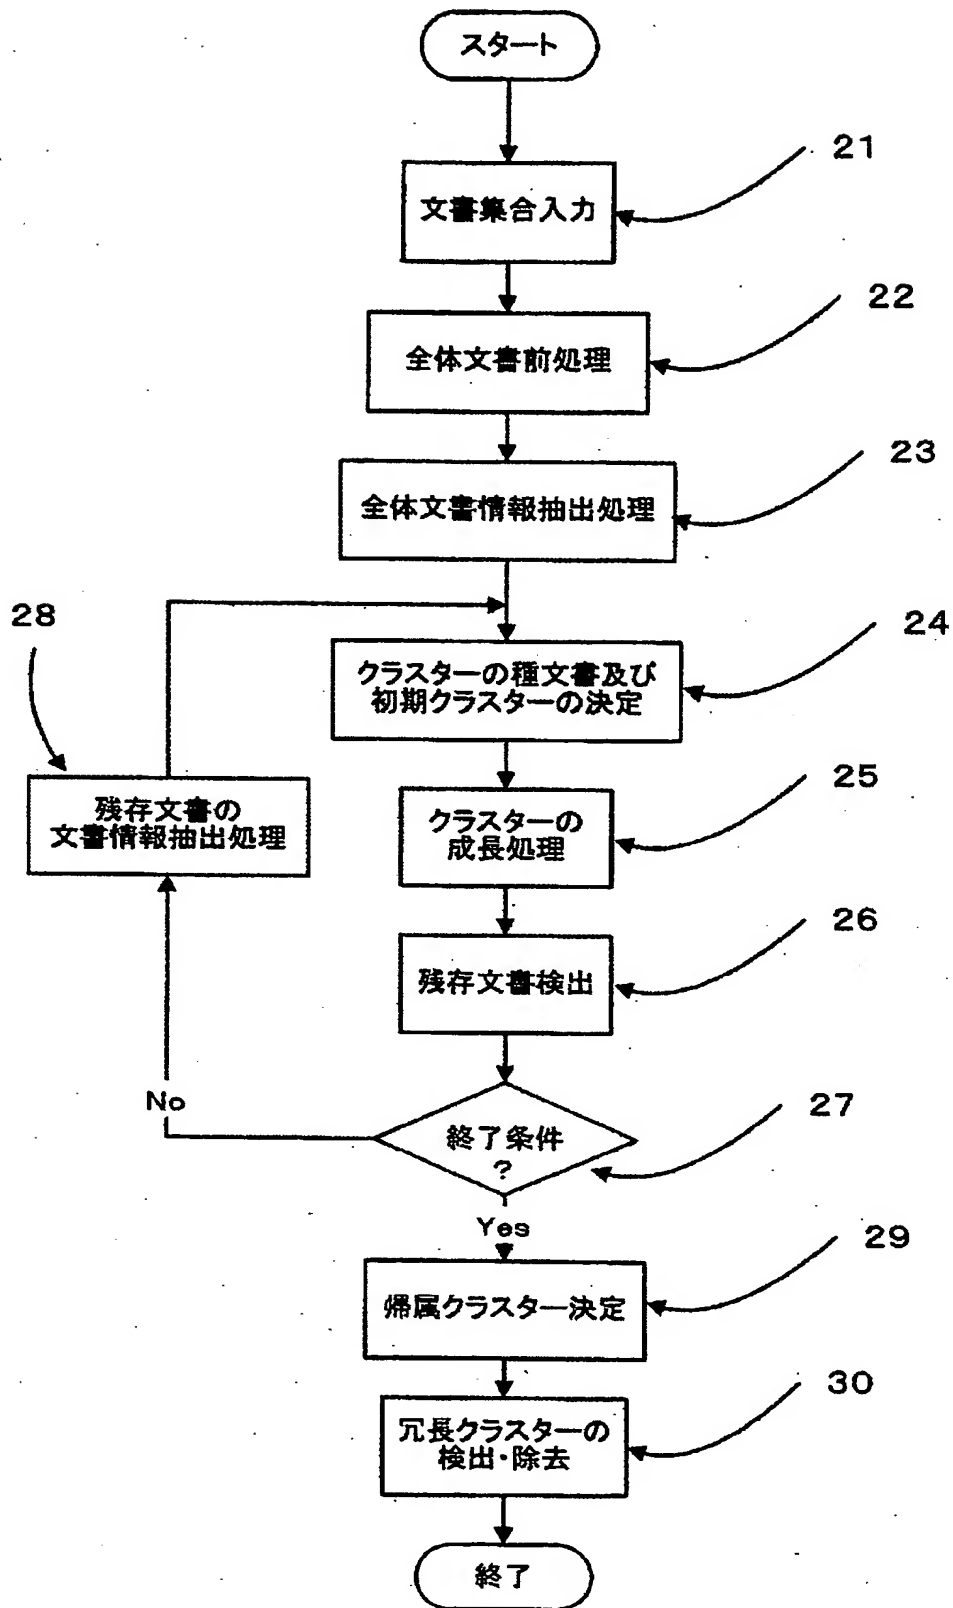 スタート
21
文書集合入力
22
全体文書前処理
23
全体文書情報抽出処理
28
24
クラスターの種文書及び
初期クラスターの決定
25
残存文書の
文書情報抽出処理
クラスターの
成長処理
26
残存文書検出
No
27
終了条件
?
Yes
29
帰属クラスター決定
30
冗長クラスターの
検出・除去
終了